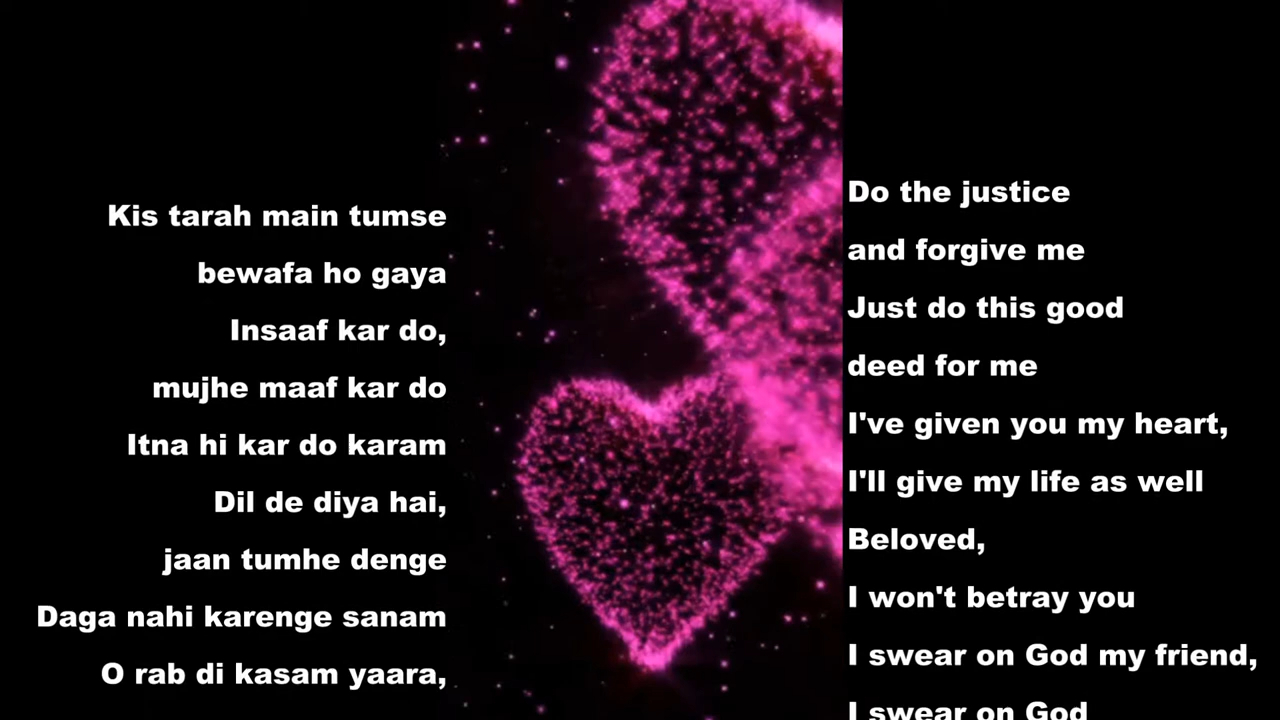 Kis tarah main tumse
bewafa ho gaya
Insaaf kar do,
mujhe maaf kar do
Itna hi kar do karam
Dil de diya hai,
jaan tumhe denge
Daga nahi karenge sanam
O rab di kasam yaara,
Do the justice
and forgive me
Just do this good
deed for me
I've given you my heart,
I'll give my life as well
Beloved,
I won't betray you
I swear on God my friend,
I swear on God